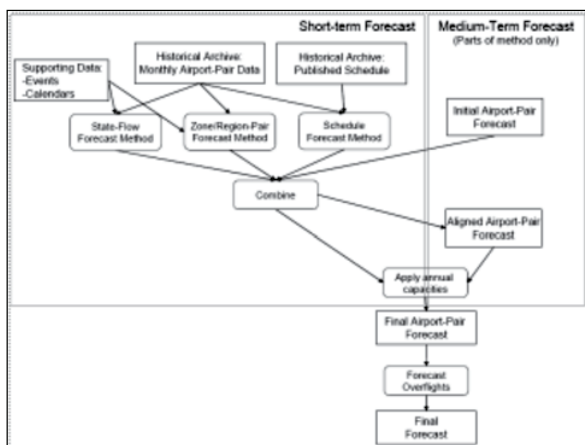 Short-term Forecast
Medium-Term Forecast
(Parts of method only)
Historical Archive:
Monthly Airport-Pair Data
Historical Archive:
Published Schedule
Supporting Data:
-Events
-Calendars
State-Flow
Forecast Method
Zone/Region-Pair
Forecast Method
Schedule
Forecast Method
Initial Airport-Pair
Forecast
Combine
Aligned Airport-Pair
Forecast
Apply annual
capacities
Final Airport-Pair
Forecast
Forecast
Overflights
Final
Forecast